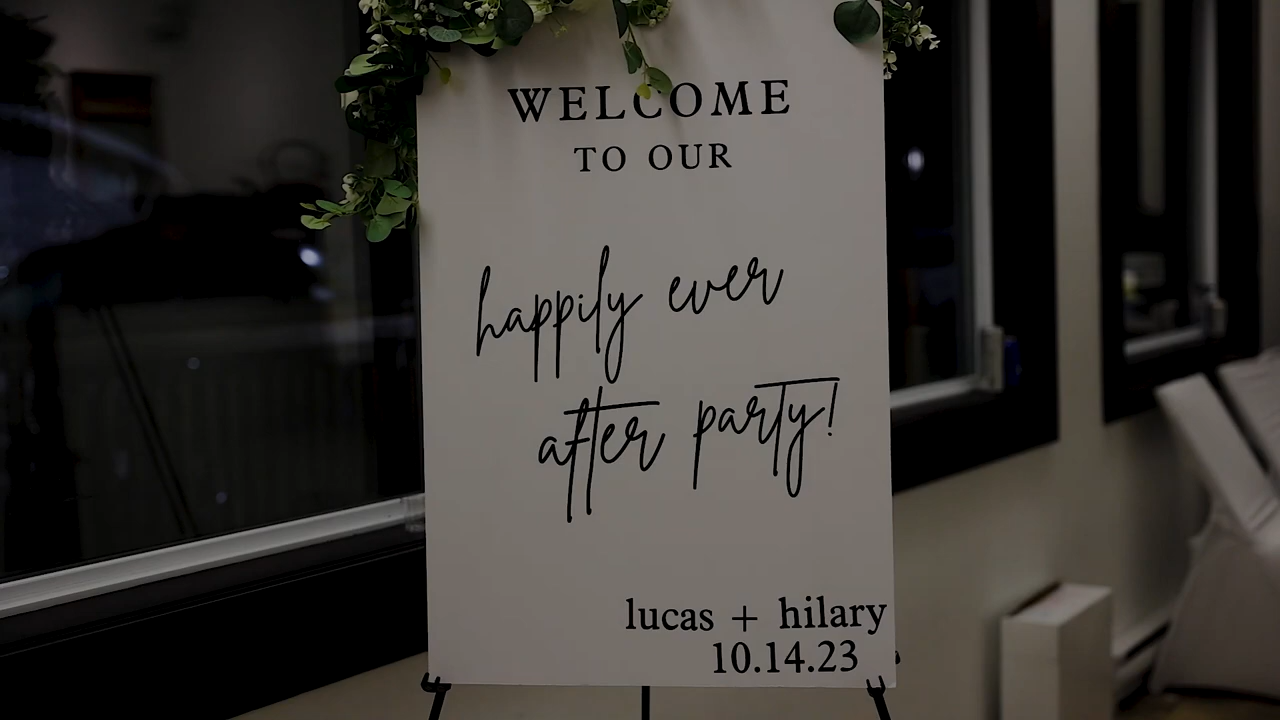 WELCOME
TO OUR
happily ever
after party!
lucas + hilary
10.14.23